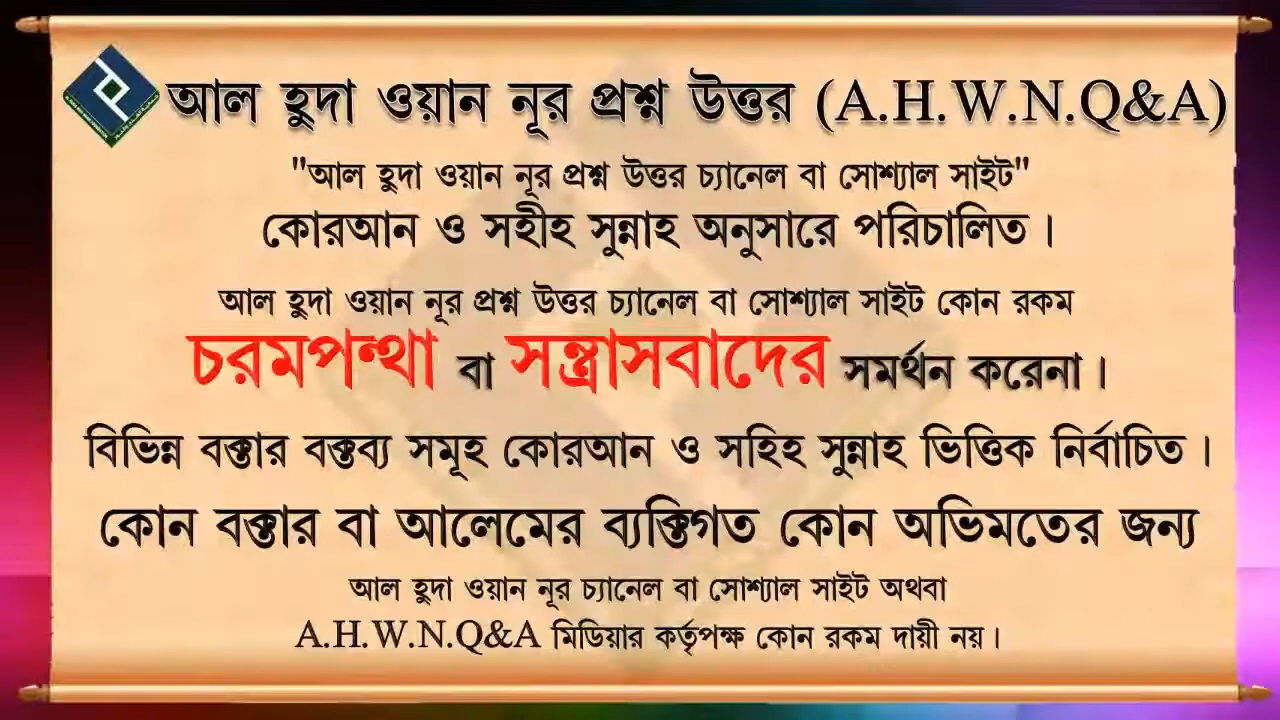 আল হুদা ওয়ান নূর প্রশ্ন উত্তর (A.H.W.N.Q&A)
"আল হুদা ওয়ান নূর প্রশ্ন উত্তর চ্যানেল বা সোশ্যাল সাইট"
কোরআন ও সহীহ সুন্নাহ অনুসারে পরিচালিত ।
আল হুদা ওয়ান নূর প্রশ্ন উত্তর চ্যানেল বা সোশ্যাল সাইট কোন রকম
চরমপন্থা বা সন্ত্রাসবাদের সমর্থন করেনা ।
বিভিন্ন বক্তার বক্তব্য সমূহ কোরআন ও সহিহ সুন্নাহ ভিত্তিক নির্বাচিত ।
কোন বক্তার বা আলেমের ব্যক্তিগত কোন অভিমতের জন্য
আল হুদা ওয়ান নূর চ্যানেল বা সোশ্যাল সাইট অথবা
A.H.W.N.Q&A মিডিয়ার কর্তৃপক্ষ কোন রকম দায়ী নয় ।